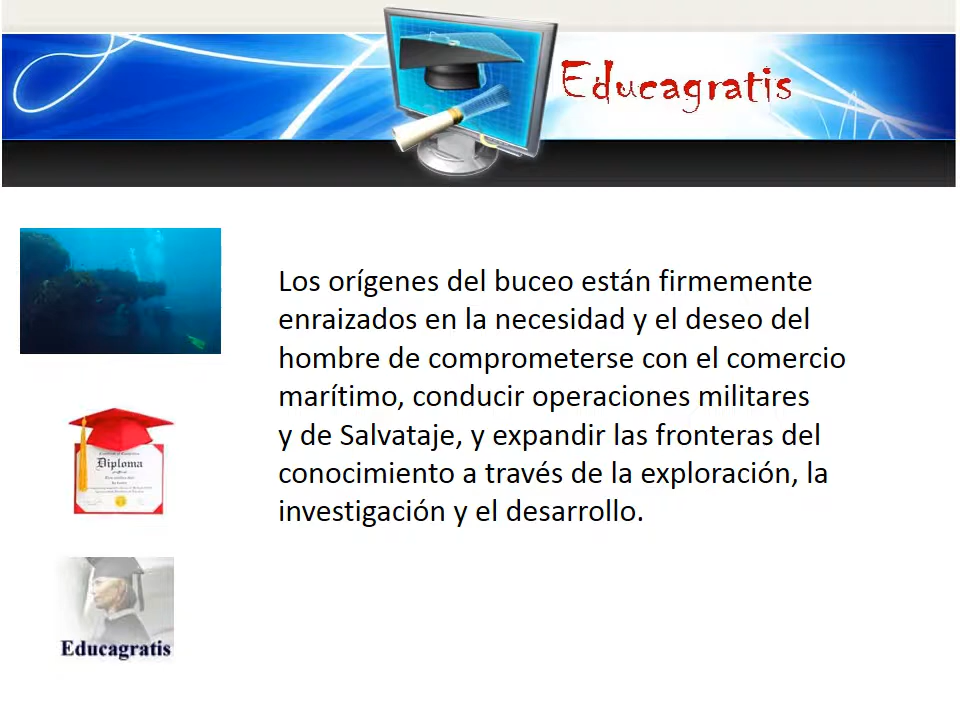 Educagratis
Los orígenes del buceo están firmemente
enraizados en la necesidad y el deseo del
hombre de comprometerse con el comercio
marítimo, conducir operaciones militares
y de Salvataje, y expandir las fronteras del
conocimiento a través de la exploración, la
investigación y el desarrollo.
Diploma
Educagratis